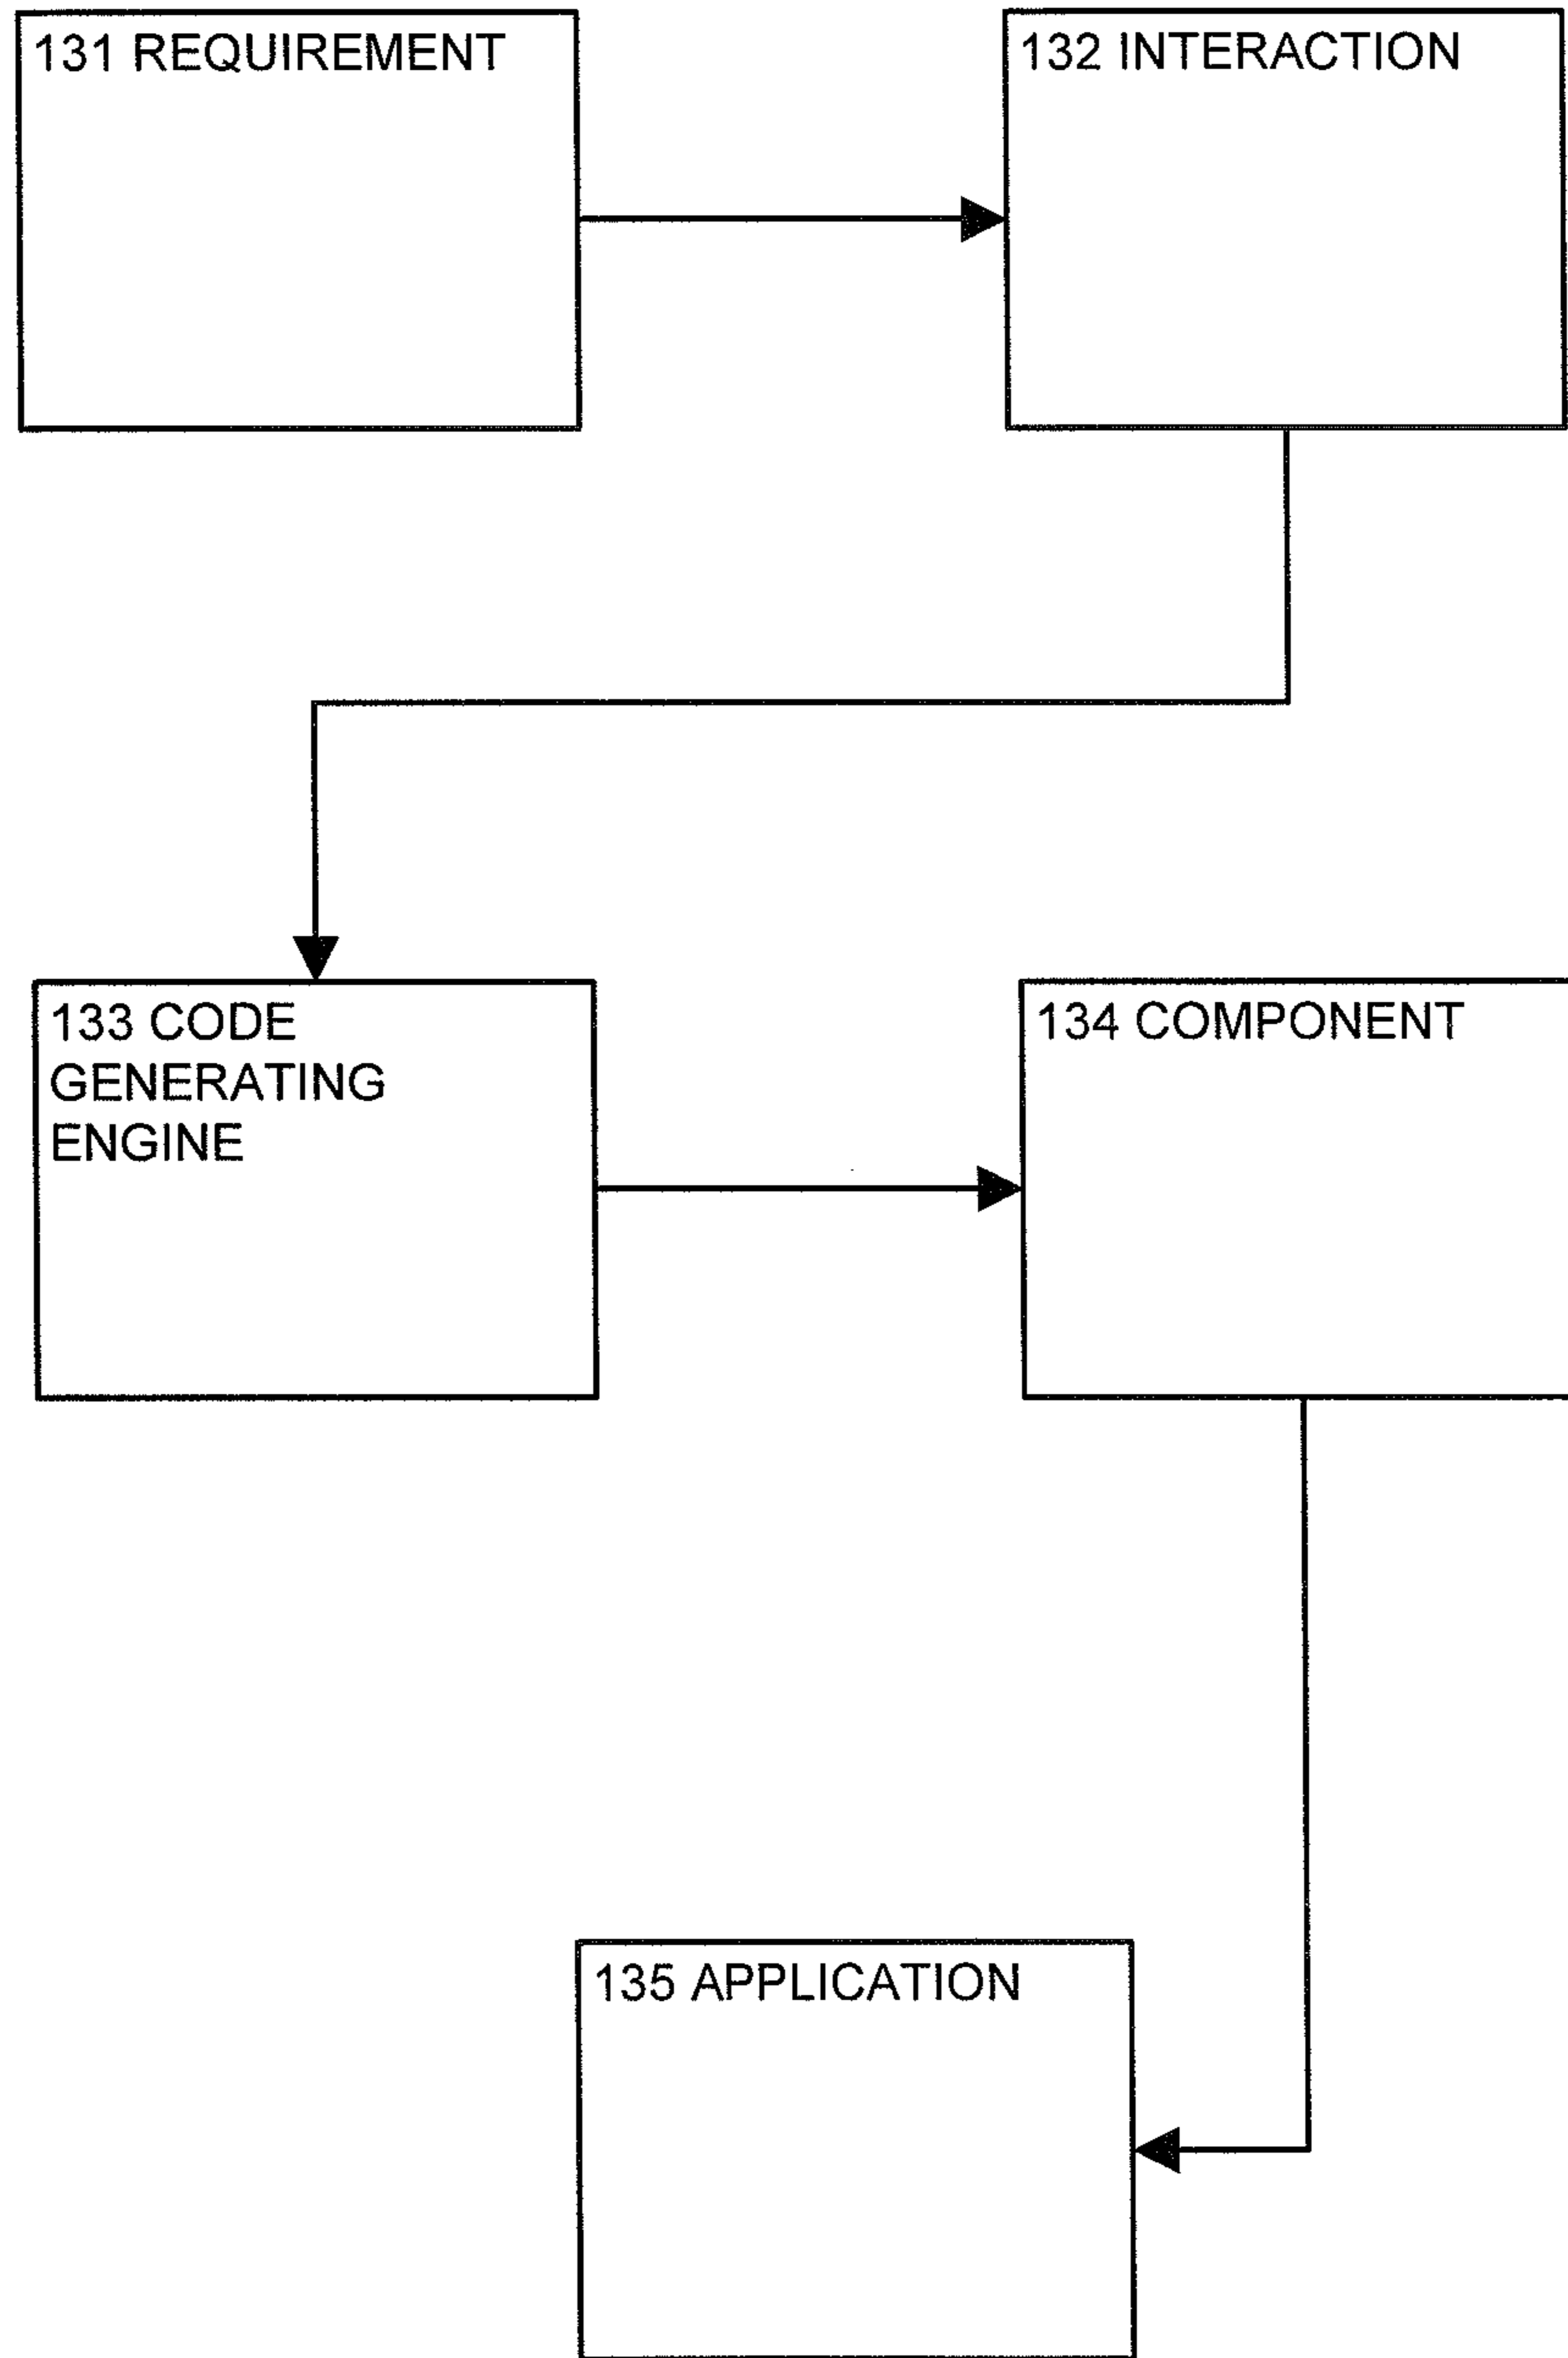 131 REQUIREMENT
132 INTERACTION
133 CODE
GENERATING
ENGINE
134 COMPONENT
135 APPLICATION